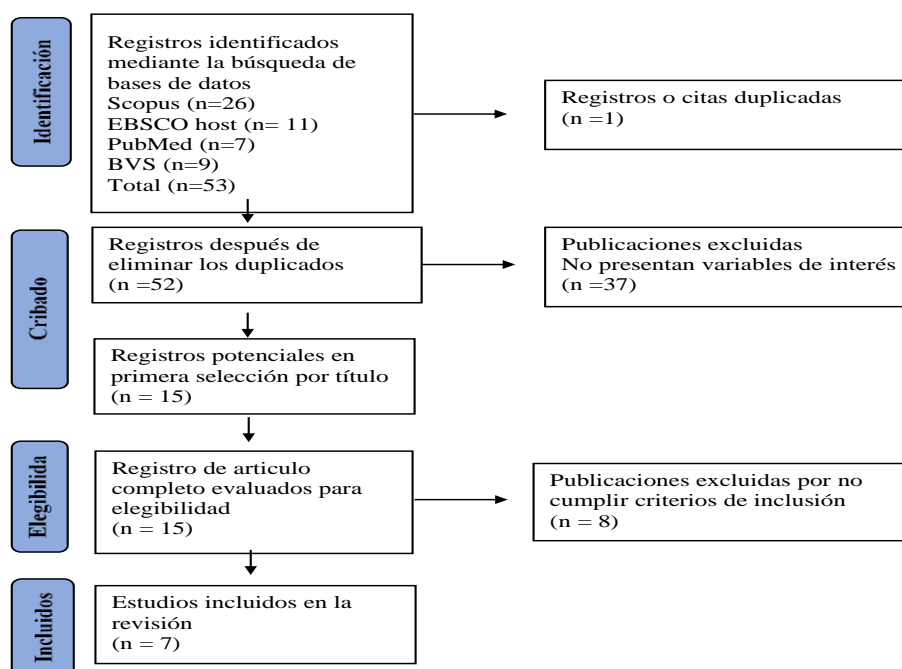 Identificación
Registros identificados
mediante la búsqueda de
bases de datos
Scopus (n=26)
EBSCO host (n= 11)
PubMed (n=7)
BVS (n=9)
Total (n=53)
Registros o citas duplicadas
(n =1)
Cribado
Registros después de
eliminar los duplicados
(n =52)
Publicaciones excluidas
No presentan variables de interés
(n =37)
Registros potenciales en
primera selección por título
(n = 15)
Elegibilida
Registro de articulo
completo evaluados para
elegibilidad
(n = 15)
Publicaciones excluidas por no
cumplir criterios de inclusión
(n = 8)
Incluidos
Estudios incluidos en la
revisión
(n = 7)